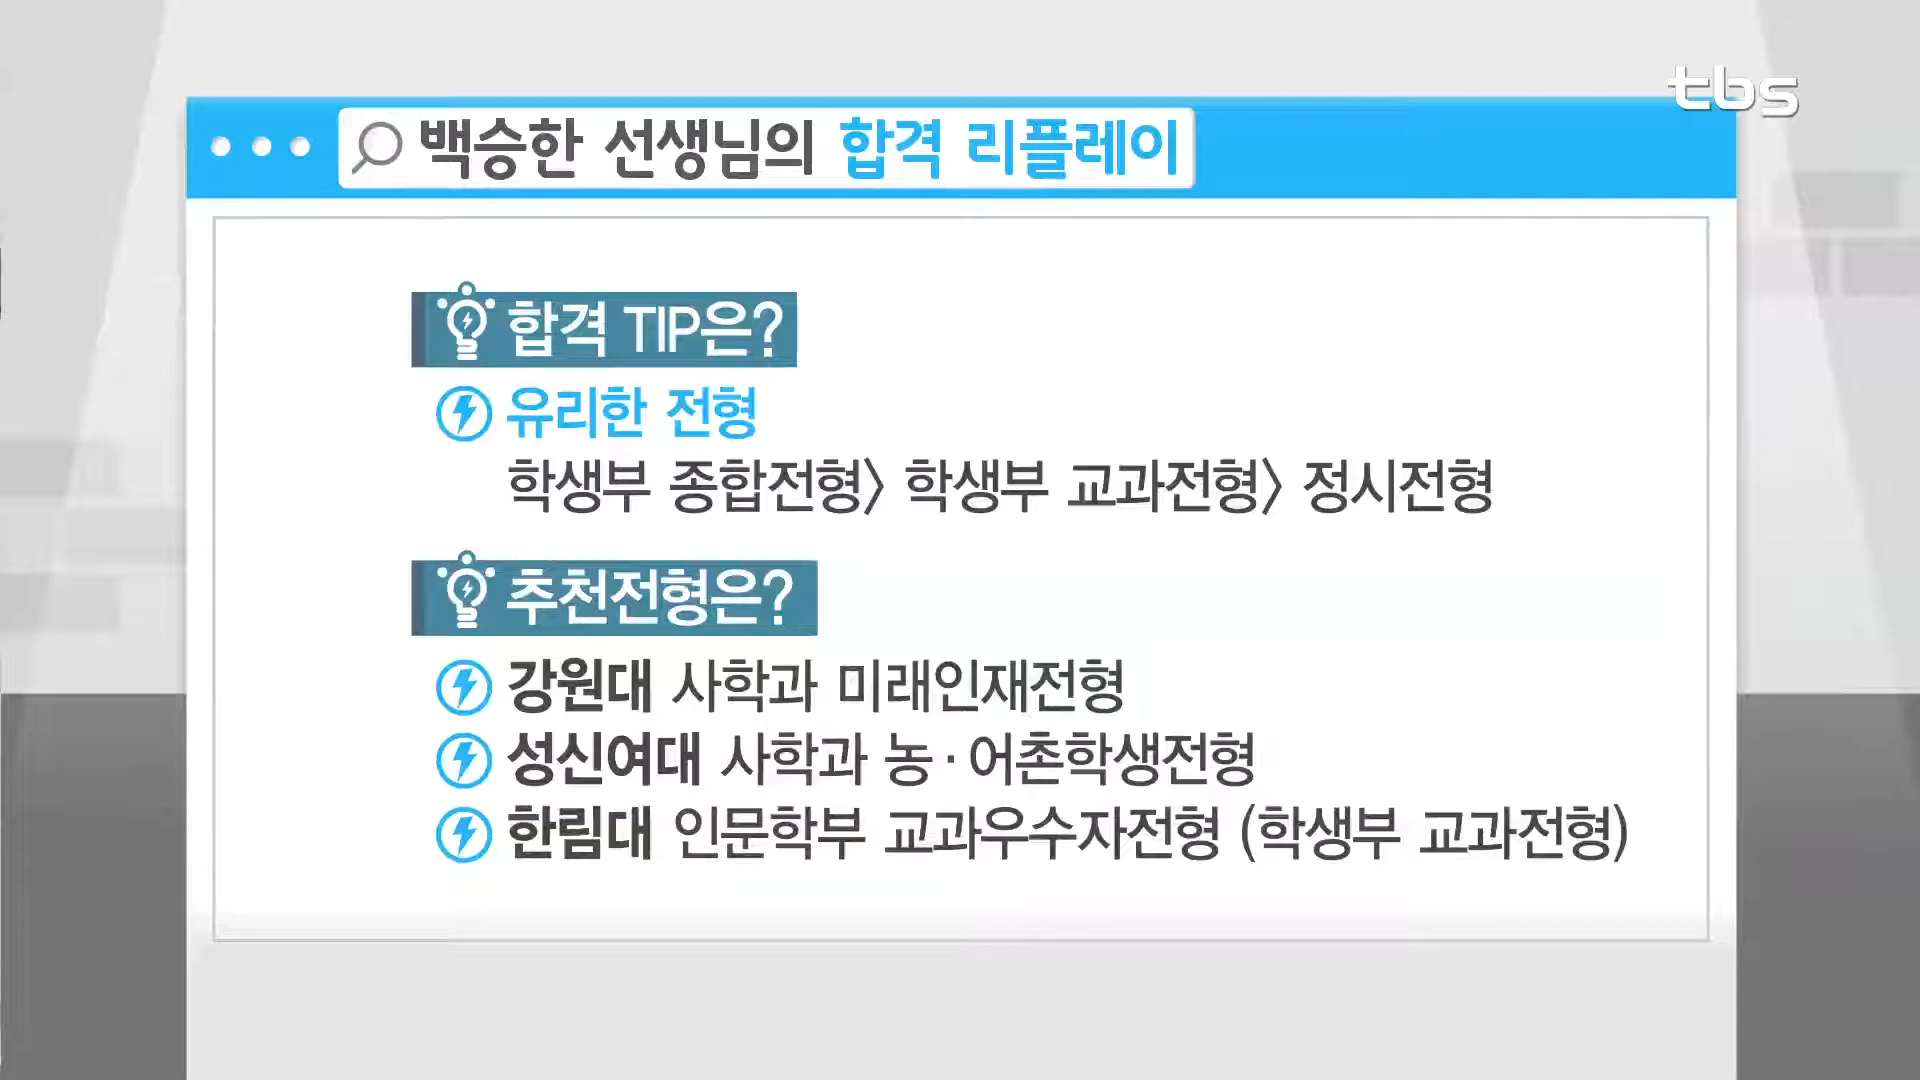 tbs
백승한 선생님의 합격 리플레이
합격 TIP은?
유리한 전형
학생부 종합전형> 학생부 교과전형> 정시전형
추천전형은?
강원대 사학과 미래인재전형
성신여대 사학과 농·어촌학생전형
한림대 인문학부 교과우수자전형 (학생부 교과전형)